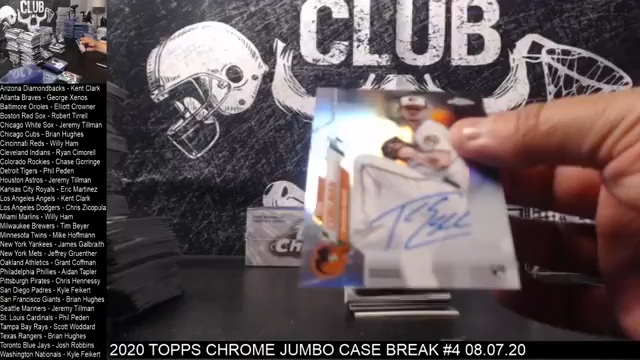 CLUB
CLUB
Arizona Diamondbacks - Kent Clark
Atlanta Braves - George Xenos
Baltimore Orioles - Elliott Crowner
Boston Red Sox - Robert Tirrell
Chicago White Sox - Jeremy Tillman
Chicago Cubs - Brian Hughes
Cincinnati Reds - Willy Ham
Cleveland Indians - Ryan Cimorell
Colorado Rockies - Chase Gorringe
Detroit Tigers - Phil Peden
Houston Astros - Jeremy Tillman
Kansas City Royals - Eric Martinez
Los Angeles Angels - Kent Clark
Los Angeles Dodgers - Chris Zicopula
Miami Marlins - Willy Ham
Milwaukee Brewers - Tim Beyer
Minnesota Twins - Mike Hoffmann
New York Yankees - James Galbraith
New York Mets - Jeffrey Gruenther
Oakland Athletics - Grant Coffman
Philadelphia Phillies - Aidan Tapler
Pittsburgh Pirates - Chris Hennessy
San Diego Padres - Kyle Feikert
San Francisco Giants - Brian Hughes
Seattle Mariners - Jeremy Tillman
St. Louis Cardinals - Phil Peden
Tampa Bay Rays - Scott Woddard
Texas Rangers - Brian Hughes
Toronto Blue Jays - Josh Robbins
Washington Nationals - Kyle Feikert
2020 TOPPS CHROME JUMBO CASE BREAK #4 08.07.20